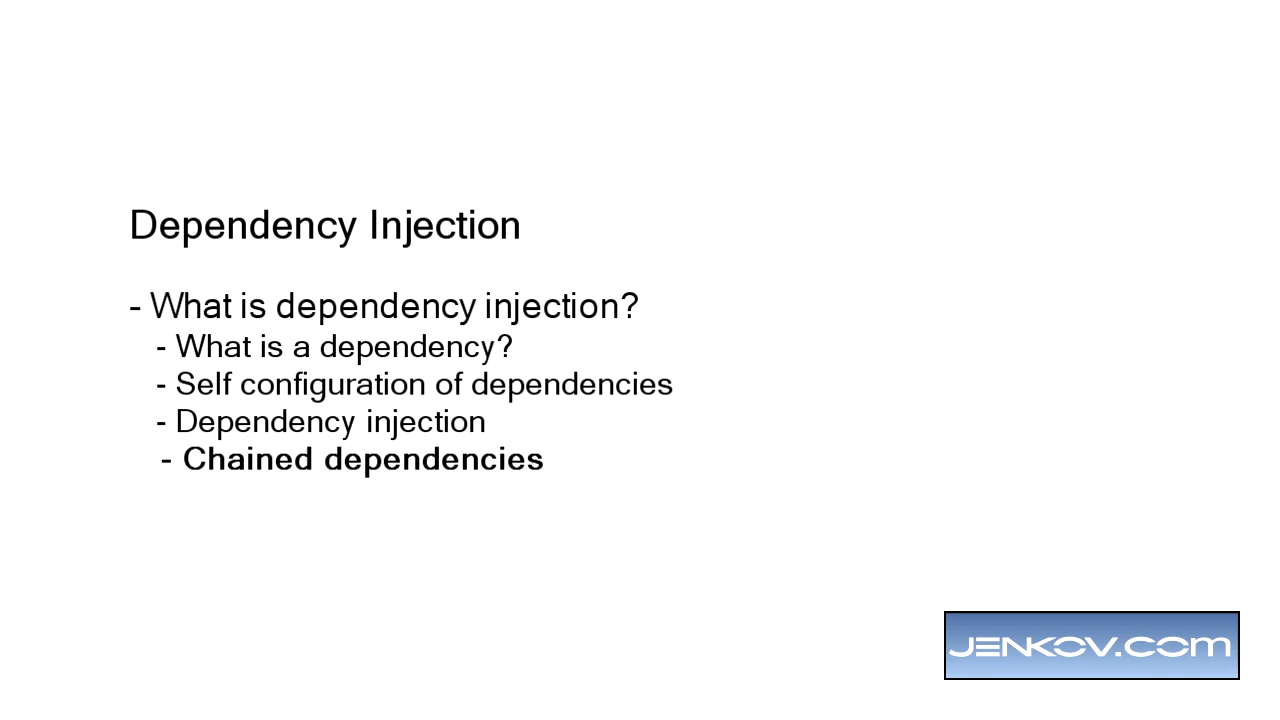 Dependency Injection
- What is dependency injection?
- What is a dependency?
- Self configuration of dependencies
- Dependency injection
- Chained dependencies
JENKOV.COM